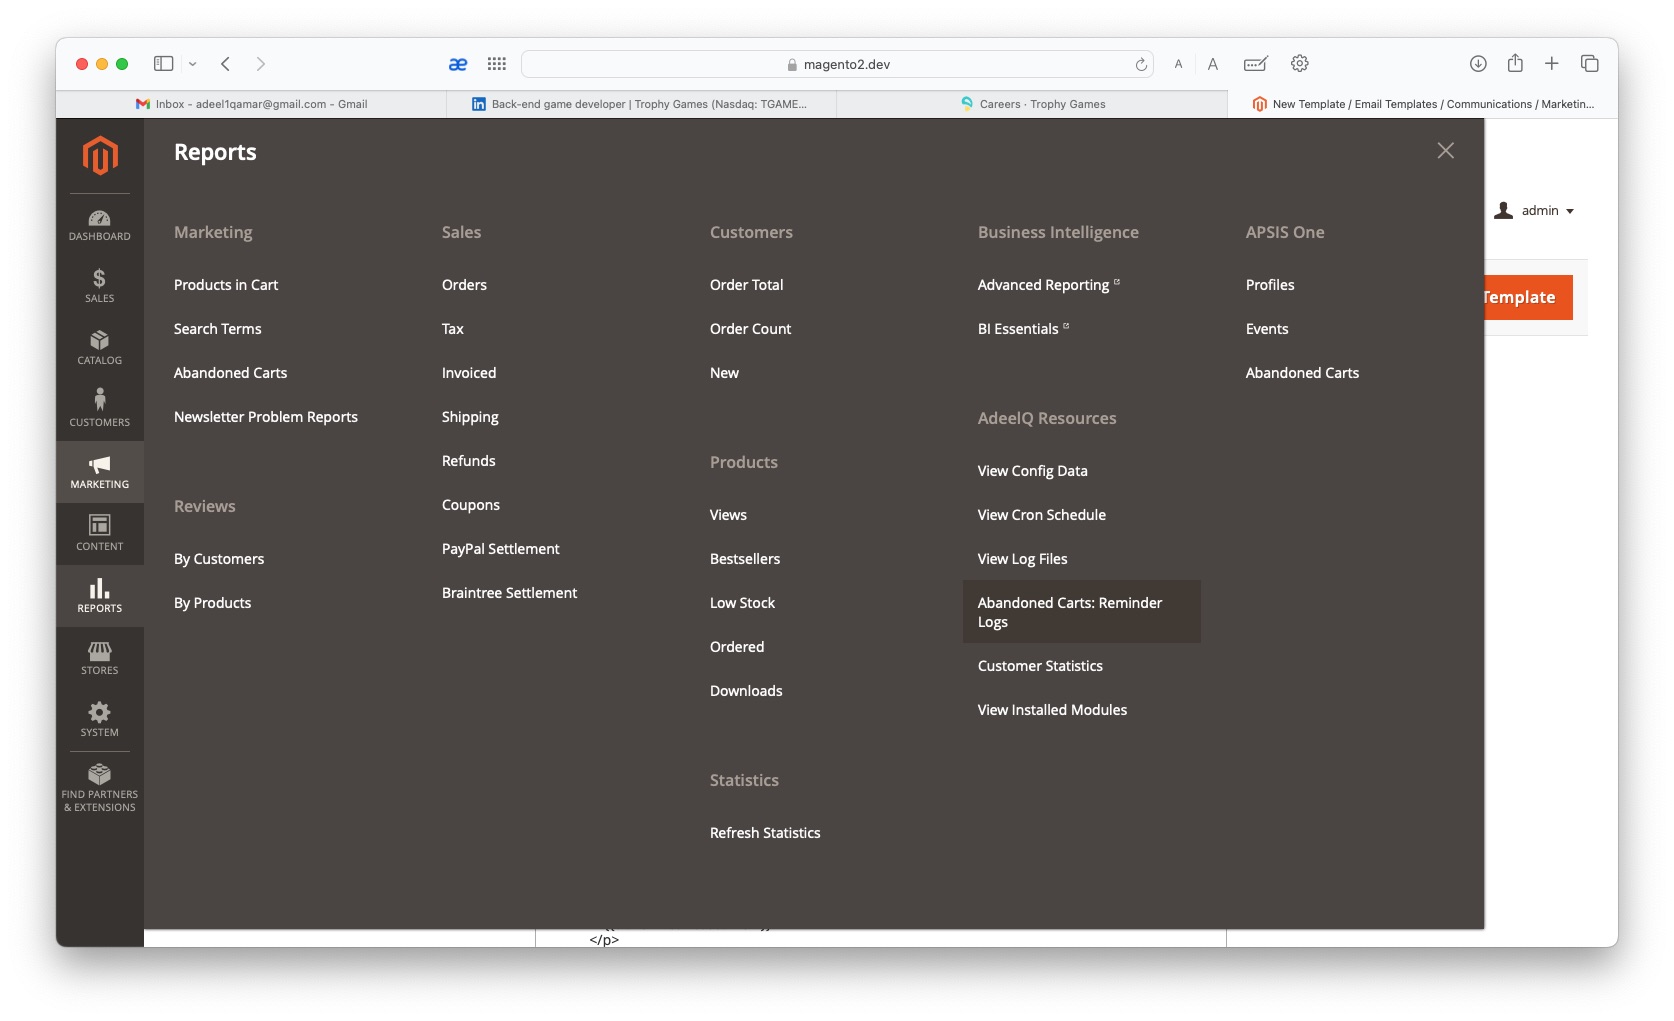 æ
magento2.dev
A
A
Inbox - adeel1qamar@gmail.com - Gmail
in
Back-end game developer | Trophy Games (Nasdaq: TGAME...
Careers · Trophy Games
New Template / Email Templates / Communications / Marketin...
DASHBOARD
$
SALES
CATALOG
CUSTOMERS
MARKETING
CONTENT
REPORTS
STORES
SYSTEM
FIND PARTNERS
& EXTENSIONS
Reports
Marketing
Products in Cart
Search Terms
Abandoned Carts
Newsletter Problem Reports
Reviews
By Customers
By Products
Sales
Orders
Tax
Invoiced
Shipping
Refunds
Coupons
PayPal Settlement
Braintree Settlement
Customers
Order Total
Order Count
New
Products
Views
Bestsellers
Low Stock
Ordered
Downloads
Statistics
Refresh Statistics
Business Intelligence
Advanced Reporting
BI Essentials
AdeelQ Resources
View Config Data
View Cron Schedule
View Log Files
Abandoned Carts: Reminder
Logs
Customer Statistics
View Installed Modules
APSIS One
Profiles
Events
Abandoned Carts
admin
Template
</p>